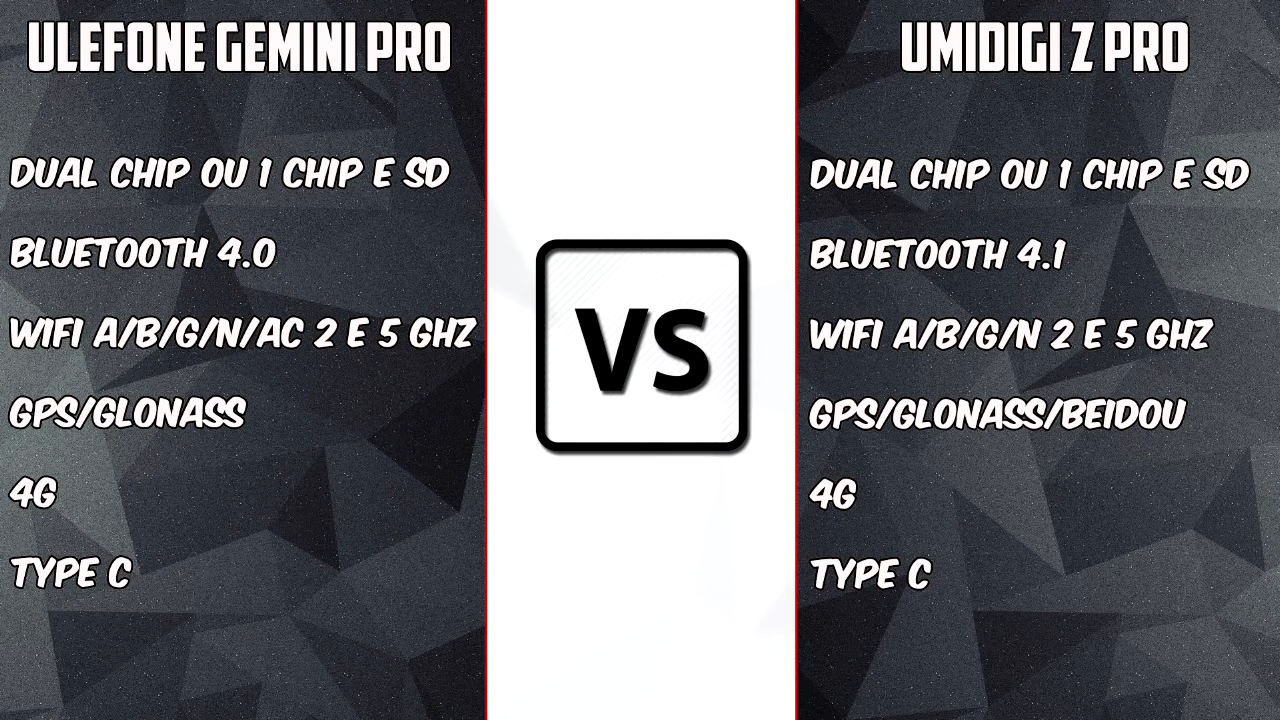 ULEFONE GEMINI PRO
DUAL CHIP OU 1 CHIP E SD
BLUETOOTH 4.0
WIFI A/B/G/N/AC 2 E 5 GHZ
GPS/GLONASS
4G
TYPE C
VS
UMIDIGI Z PRO
DUAL CHIP OU 1 CHIP E SD
BLUETOOTH 4.1
WIFI A/B/G/N 2 E 5 GHZ
GPS/GLONASS/BEIDOU
4G
TYPE C